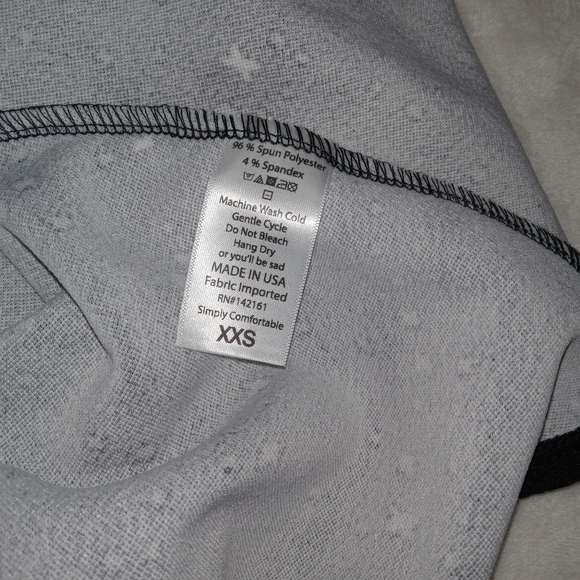 96 % Spun Polyester
4 % Spandex
Machine Wash Cold
Gentle Cycle
Do Not Bleach
Hang Dry
or you'll be sad
MADE IN USA
Fabric Imported
RN#142161
Simply Comfortable
XXS